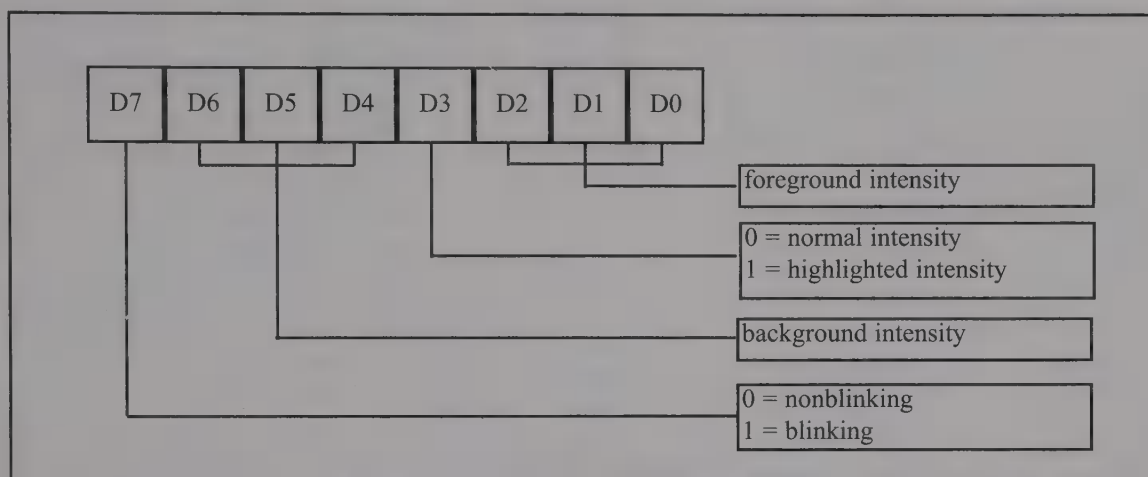 D7 D6 D5 D4 D3 D2 D1 D0
foreground intensity
0 = normal intensity
1 = highlighted intensity
background intensity
0 = nonblinking
1 = blinking